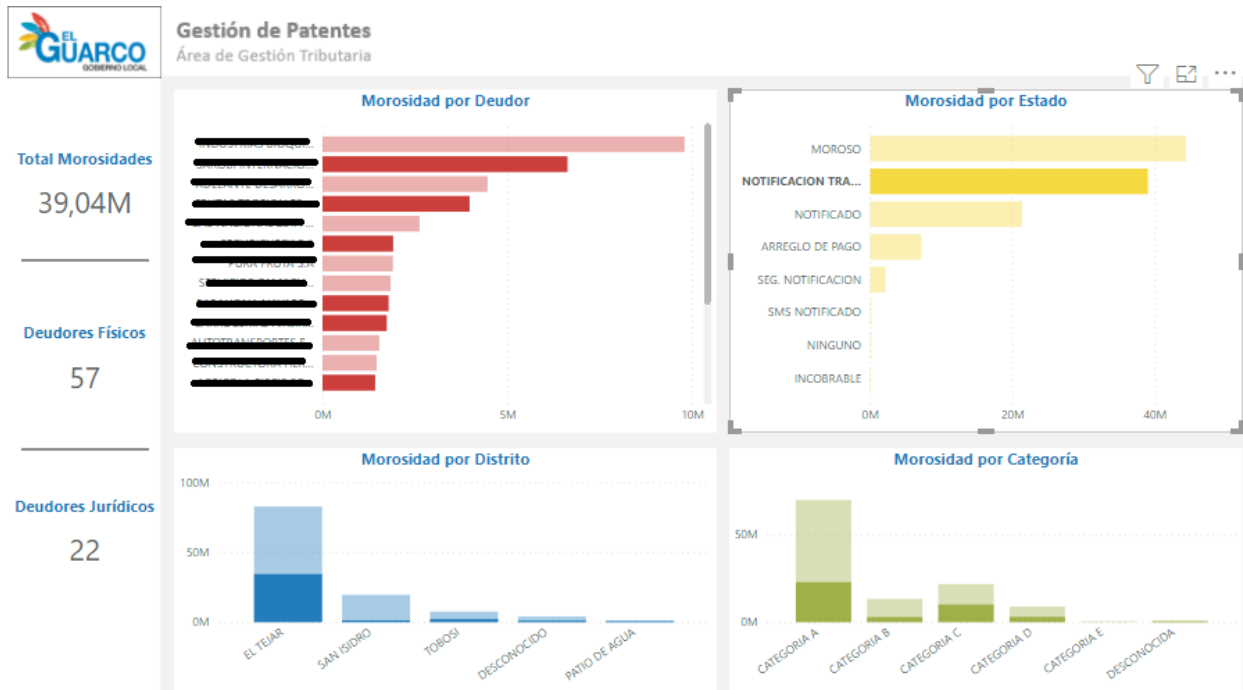 EL
GUARCO
GOBIERNO LOCAL
Gestión de Patentes
Área de Gestión Tributaria
Total Morosidades
39,04M
Deudores Físicos
57
Deudores Jurídicos
22
Morosidad por Deudor
0M 5M 10M
Morosidad por Estado
MOROSO
NOTIFICACION TRA...
NOTIFICADO
ARREGLO DE PAGO
SEG. NOTIFICACION
SMS NOTIFICADO
NINGUNO
INCOBRABLE
0M 20M 40M
Morosidad por Distrito
100M
50M
0M
EL TEJAR SAN ISIDRO TOBOSI DESCONOCIDO PATIO DE AGUA
Morosidad por Categoría
50M
0M
CATEGORIA A CATEGORIA B CATEGORIA C CATEGORIA D CATEGORIA E DESCONOCIDA